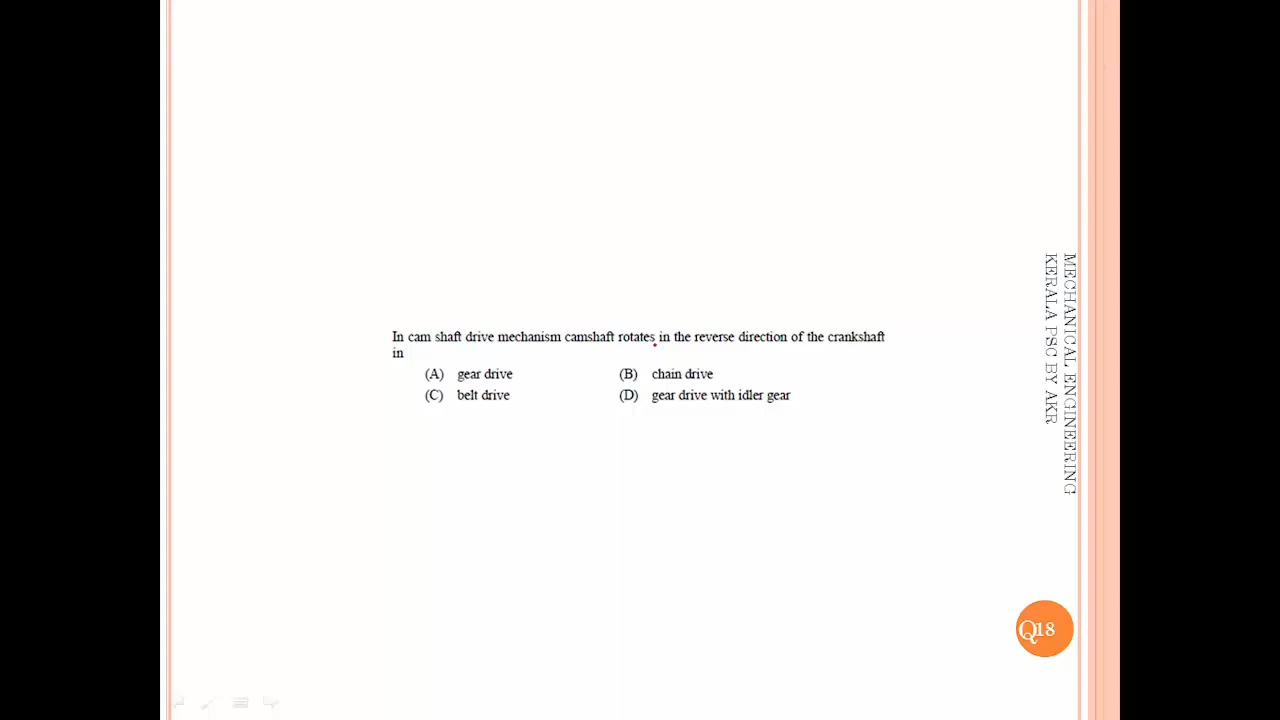 In cam shaft drive mechanism camshaft rotates in the reverse direction of the crankshaft
in
(A) gear drive (B) chain drive
(C) belt drive (D) gear drive with idler gear
MECHANICAL ENGINEERING
KERALA PSC BY AKR
Q18